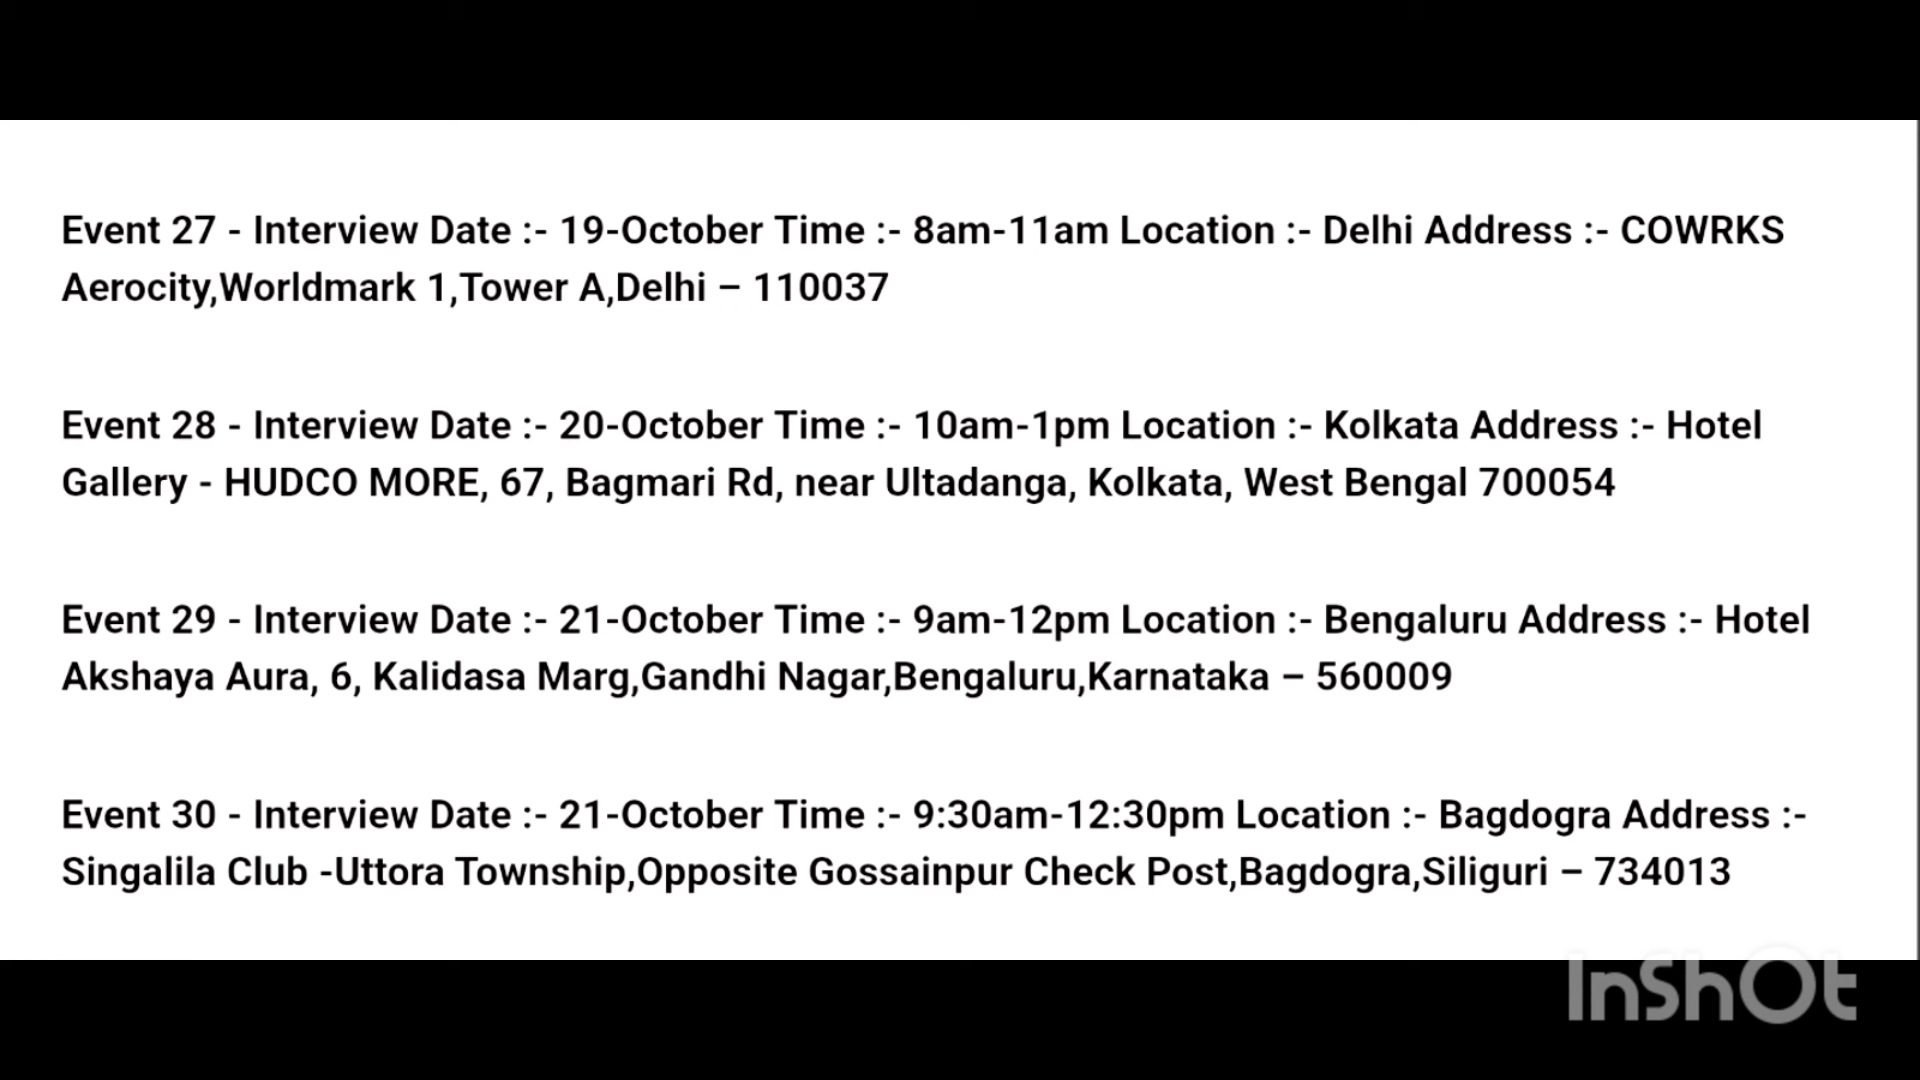 Event 27 - Interview Date :- 19-October Time :- 8am-11am Location :- Delhi Address :- COWRKS
Aerocity,Worldmark 1,Tower A,Delhi – 110037
Event 28 - Interview Date :- 20-October Time :- 10am-1pm Location :- Kolkata Address :- Hotel
Gallery - HUDCO MORE, 67, Bagmari Rd, near Ultadanga, Kolkata, West Bengal 700054
Event 29 - Interview Date :- 21-October Time :- 9am-12pm Location :- Bengaluru Address :- Hotel
Akshaya Aura, 6, Kalidasa Marg,Gandhi Nagar,Bengaluru,Karnataka – 560009
Event 30 - Interview Date :- 21-October Time :- 9:30am-12:30pm Location :- Bagdogra Address :-
Singalila Club -Uttora Township,Opposite Gossainpur Check Post,Bagdogra,Siliguri – 734013
InShOt